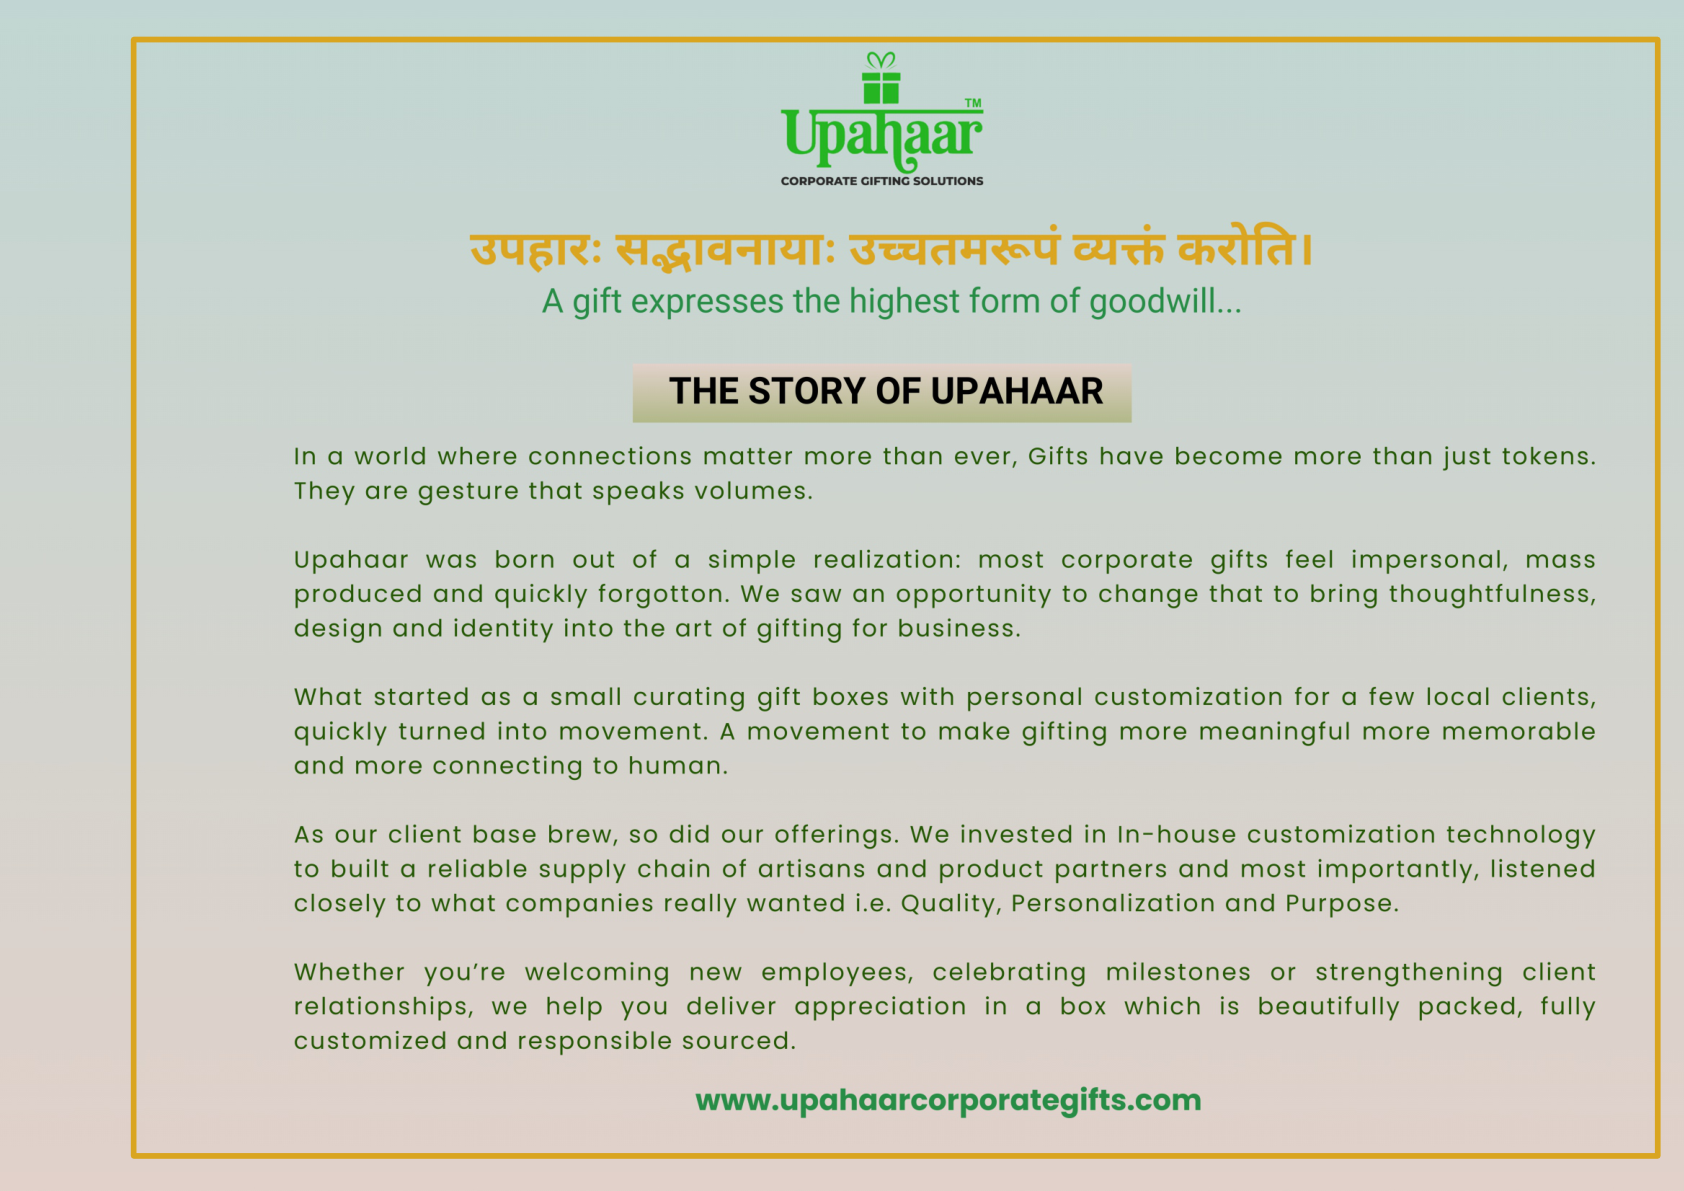 Upahaar TM
CORPORATE GIFTING SOLUTIONS
उपहारः सद्भावनायाः उच्चतमरूपं व्यक्तं करोति।
A gift expresses the highest form of goodwill...
THE STORY OF UPAHAAR
In a world where connections matter more than ever, Gifts have become more than just tokens.
They are gesture that speaks volumes.
Upahaar was born out of a simple realization: most corporate gifts feel impersonal, mass
produced and quickly forgotton. We saw an opportunity to change that to bring thoughtfulness,
design and identity into the art of gifting for business.
What started as a small curating gift boxes with personal customization for a few local clients,
quickly turned into movement. A movement to make gifting more meaningful more memorable
and more connecting to human.
As our client base brew, so did our offerings. We invested in In-house customization technology
to built a reliable supply chain of artisans and product partners and most importantly, listened
closely to what companies really wanted i.e. Quality, Personalization and Purpose.
Whether you’re welcoming new employees, celebrating milestones or strengthening client
relationships, we help you deliver appreciation in a box which is beautifully packed, fully
customized and responsible sourced.
www.upahaarcorporategifts.com